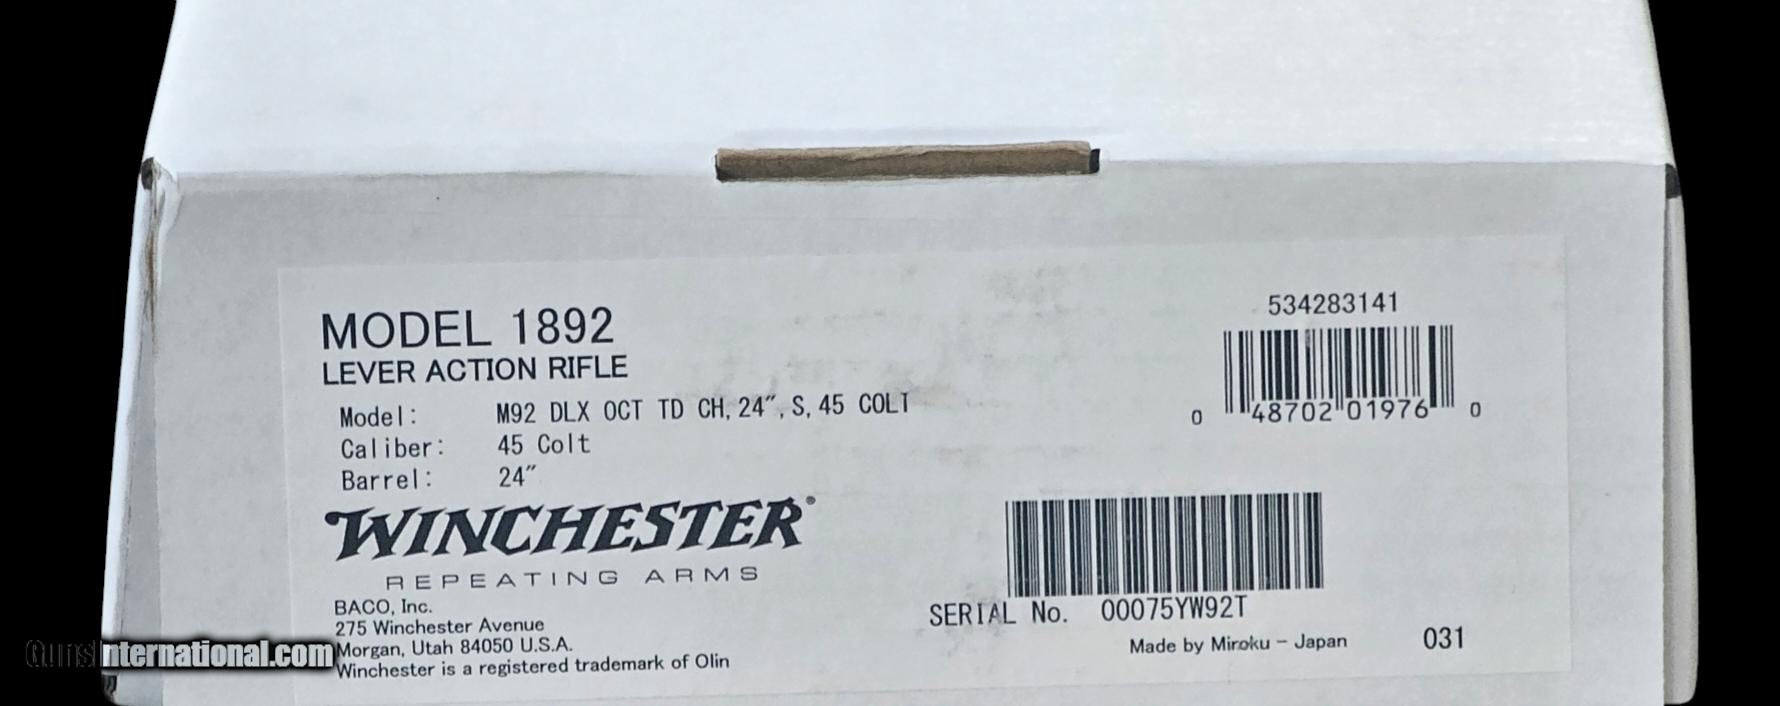 MODEL 1892
LEVER ACTION RIFLE
Model: M92 DLX OCT TD CH, 24", S, 45 COLT
Caliber: 45 Colt
Barrel: 24"
WINCHESTER®
REPEATING ARMS
BACO, Inc.
275 Winchester Avenue
Morgan, Utah 84050 U.S.A.
Winchester is a registered trademark of Olin
534283141
0 48702 01976 0
SERIAL No. 00075YW92T
Made by Miroku - Japan 031
GunsInternational.com